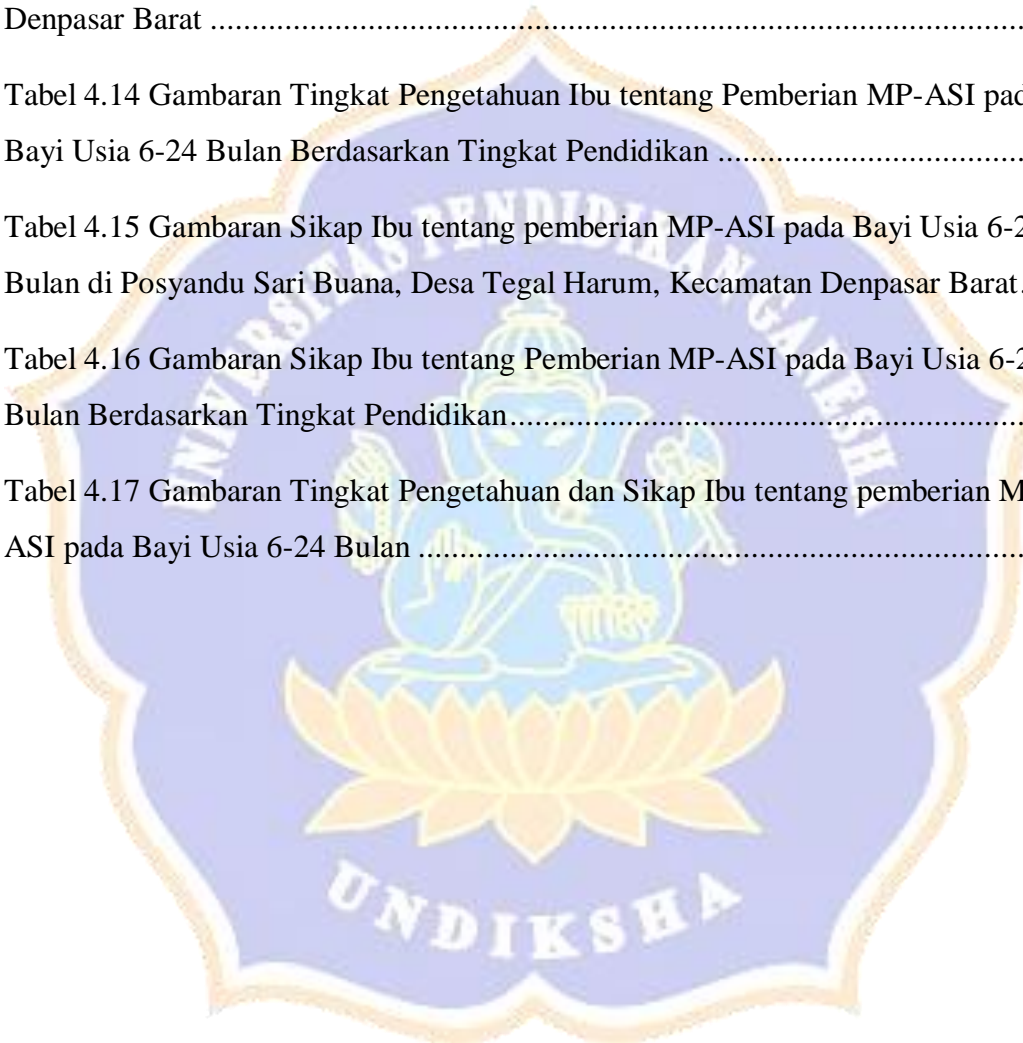 Denpasar Barat ....................................................................................................
Tabel 4.14 Gambaran Tingkat Pengetahuan Ibu tentang Pemberian MP-ASI pad
Bayi Usia 6-24 Bulan Berdasarkan Tingkat Pendidikan .....................................
Tabel 4.15 Gambaran Sikap Ibu tentang pemberian MP-ASI pada Bayi Usia 6-2
Bulan di Posyandu Sari Buana, Desa Tegal Harum, Kecamatan Denpasar Barat.
Tabel 4.16 Gambaran Sikap Ibu tentang Pemberian MP-ASI pada Bayi Usia 6-2
Bulan Berdasarkan Tingkat Pendidikan...............................................................
Tabel 4.17 Gambaran Tingkat Pengetahuan dan Sikap Ibu tentang pemberian M
ASI pada Bayi Usia 6-24 Bulan ..........................................................................
UNIVERSITAS PENDIDIKAN GANESHA
UNDIKSHA